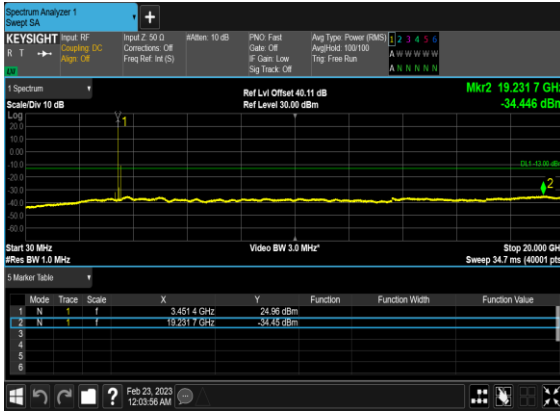 Spectrum Analyzer 1
Swept SA
+
KEYSIGHT Input: RF Input Z: 50 Ω #Atten: 10 dB PNO: Fast Avg Type: Power (RMS) 1 2 3 4 5 6
R T Coupling: DC Corrections: Off Gate: Off Avg|Hold: 100/100 A W W W W W
Align: Off Freq Ref: Int (S) IF Gain: Low Trig: Free Run
Sig Track: Off A N N N N N
1 Spectrum Ref Lvl Offset 40.11 dB Mkr2 19.231 7 GHz
Scale/Div 10 dB Ref Level 30.00 dBm -34.446 dBm
Log
20.0
10.0
0.00
-10.0
-20.0
-30.0
-40.0
-50.0
-60.0
1
DL1 -13.00 dBm
2
Start 30 MHz Video BW 3.0 MHz* Stop 20.000 GHz
#Res BW 1.0 MHz Sweep 34.7 ms (40001 pts)
5 Marker Table
Mode Trace Scale X Y Function Function Width Function Value
1 N 1 f 3.451 4 GHz 24.96 dBm
2 N 1 f 19.231 7 GHz -34.45 dBm
3
4
5
6
? Feb 23, 2023
12:03:56 AM